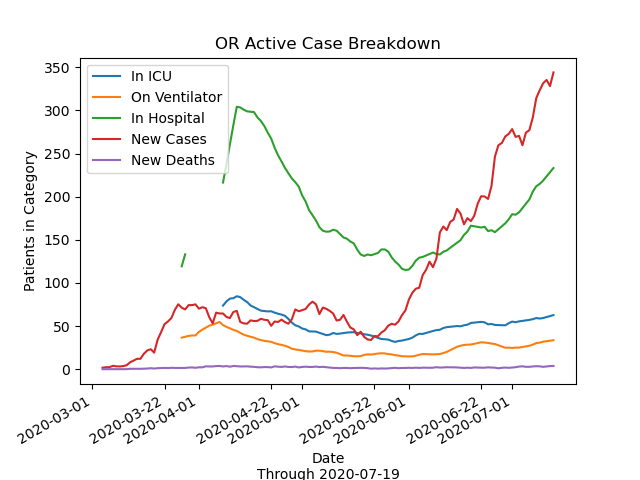 OR Active Case Breakdown
In ICU
On Ventilator
In Hospital
New Cases
New Deaths
Patients in Category
350
300
250
200
150
100
50
0
2020-03-01
2020-03-22
2020-04-01
2020-04-22
2020-05-01
2020-05-22
2020-06-01
2020-06-22
2020-07-01
Date
Through 2020-07-19